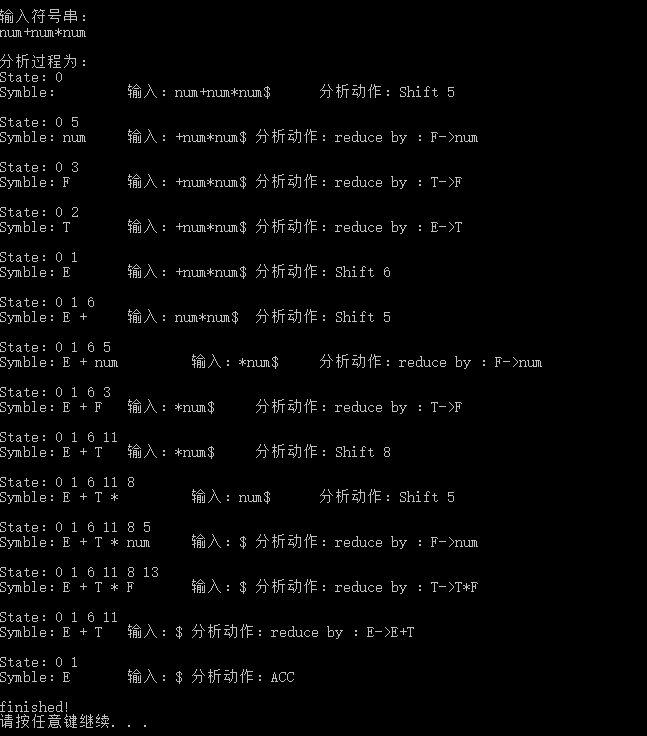 输入符号串:
num+num*num
分析过程为:
State: 0
Symble: 输入: num+num*num$ 分析动作: Shift 5
State: 0 5
Symble: num 输入: +num*num$ 分析动作: reduce by : F->num
State: 0 3
Symble: F 输入: +num*num$ 分析动作: reduce by : T->F
State: 0 2
Symble: T 输入: +num*num$ 分析动作: reduce by : E->T
State: 0 1
Symble: E 输入: +num*num$ 分析动作: Shift 6
State: 0 1 6
Symble: E + 输入: num*num$ 分析动作: Shift 5
State: 0 1 6 5
Symble: E + num 输入: *num$ 分析动作: reduce by : F->num
State: 0 1 6 3
Symble: E + F 输入: *num$ 分析动作: reduce by : T->F
State: 0 1 6 11
Symble: E + T 输入: *num$ 分析动作: Shift 8
State: 0 1 6 11 8
Symble: E + T * 输入: num$ 分析动作: Shift 5
State: 0 1 6 11 8 5
Symble: E + T * num 输入: $ 分析动作: reduce by : F->num
State: 0 1 6 11 8 13
Symble: E + T * F 输入: $ 分析动作: reduce by : T->T*F
State: 0 1 6 11
Symble: E + T 输入: $ 分析动作: reduce by : E->E+T
State: 0 1
Symble: E 输入: $ 分析动作: ACC
finished!
请按任意键继续. . .